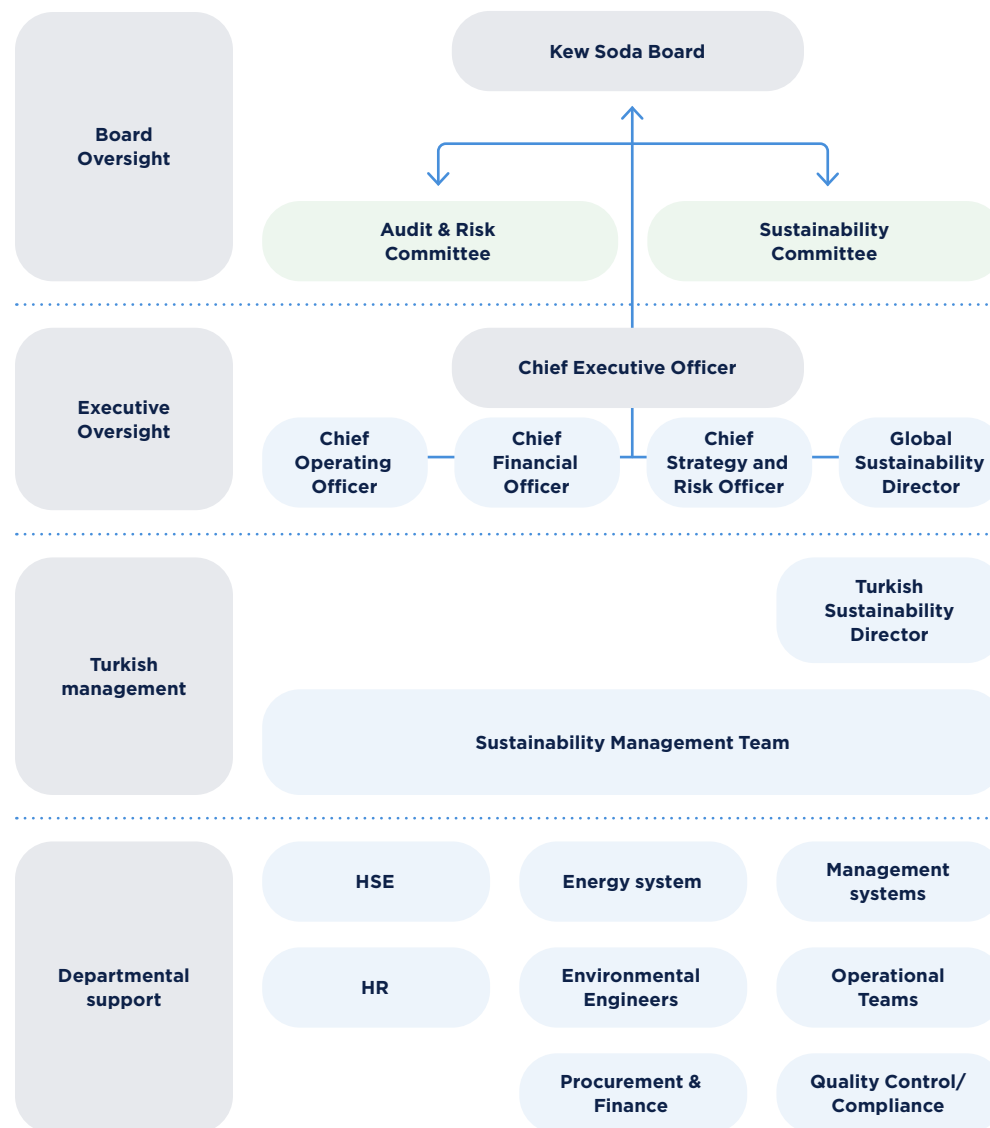 Kew Soda Board
Board
Oversight
Audit & Risk
Committee
Sustainability
Committee
Executive
Oversight
Chief Executive Officer
Chief
Operating
Officer
Chief
Financial
Officer
Chief
Strategy and
Risk Officer
Global
Sustainability
Director
Turkish
management
Turkish
Sustainability
Director
Sustainability Management Team
Departmental
support
HSE
Energy system
Management
systems
HR
Environmental
Engineers
Operational
Teams
Procurement &
Finance
Quality Control/
Compliance